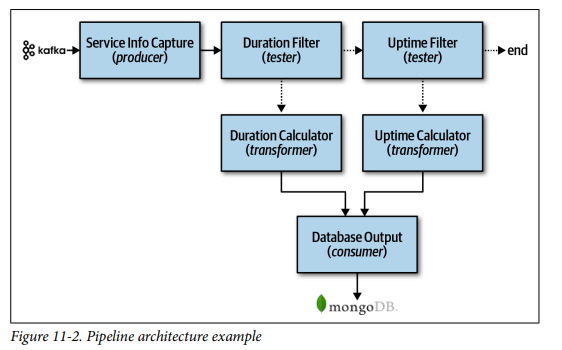 kafka
Service Info Capture
(producer)
Duration Filter
(tester)
Uptime Filter
(tester)
end
Duration Calculator
(transformer)
Uptime Calculator
(transformer)
Database Output
(consumer)
mongoDB.
Figure 11-2. Pipeline architecture example